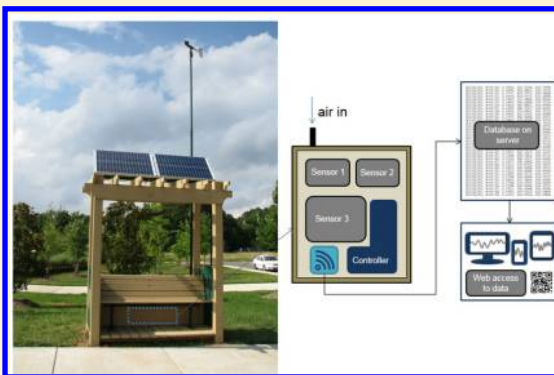 air in
Sensor 1
Sensor 2
Sensor 3
Controller
Database on
server
Web access
to data